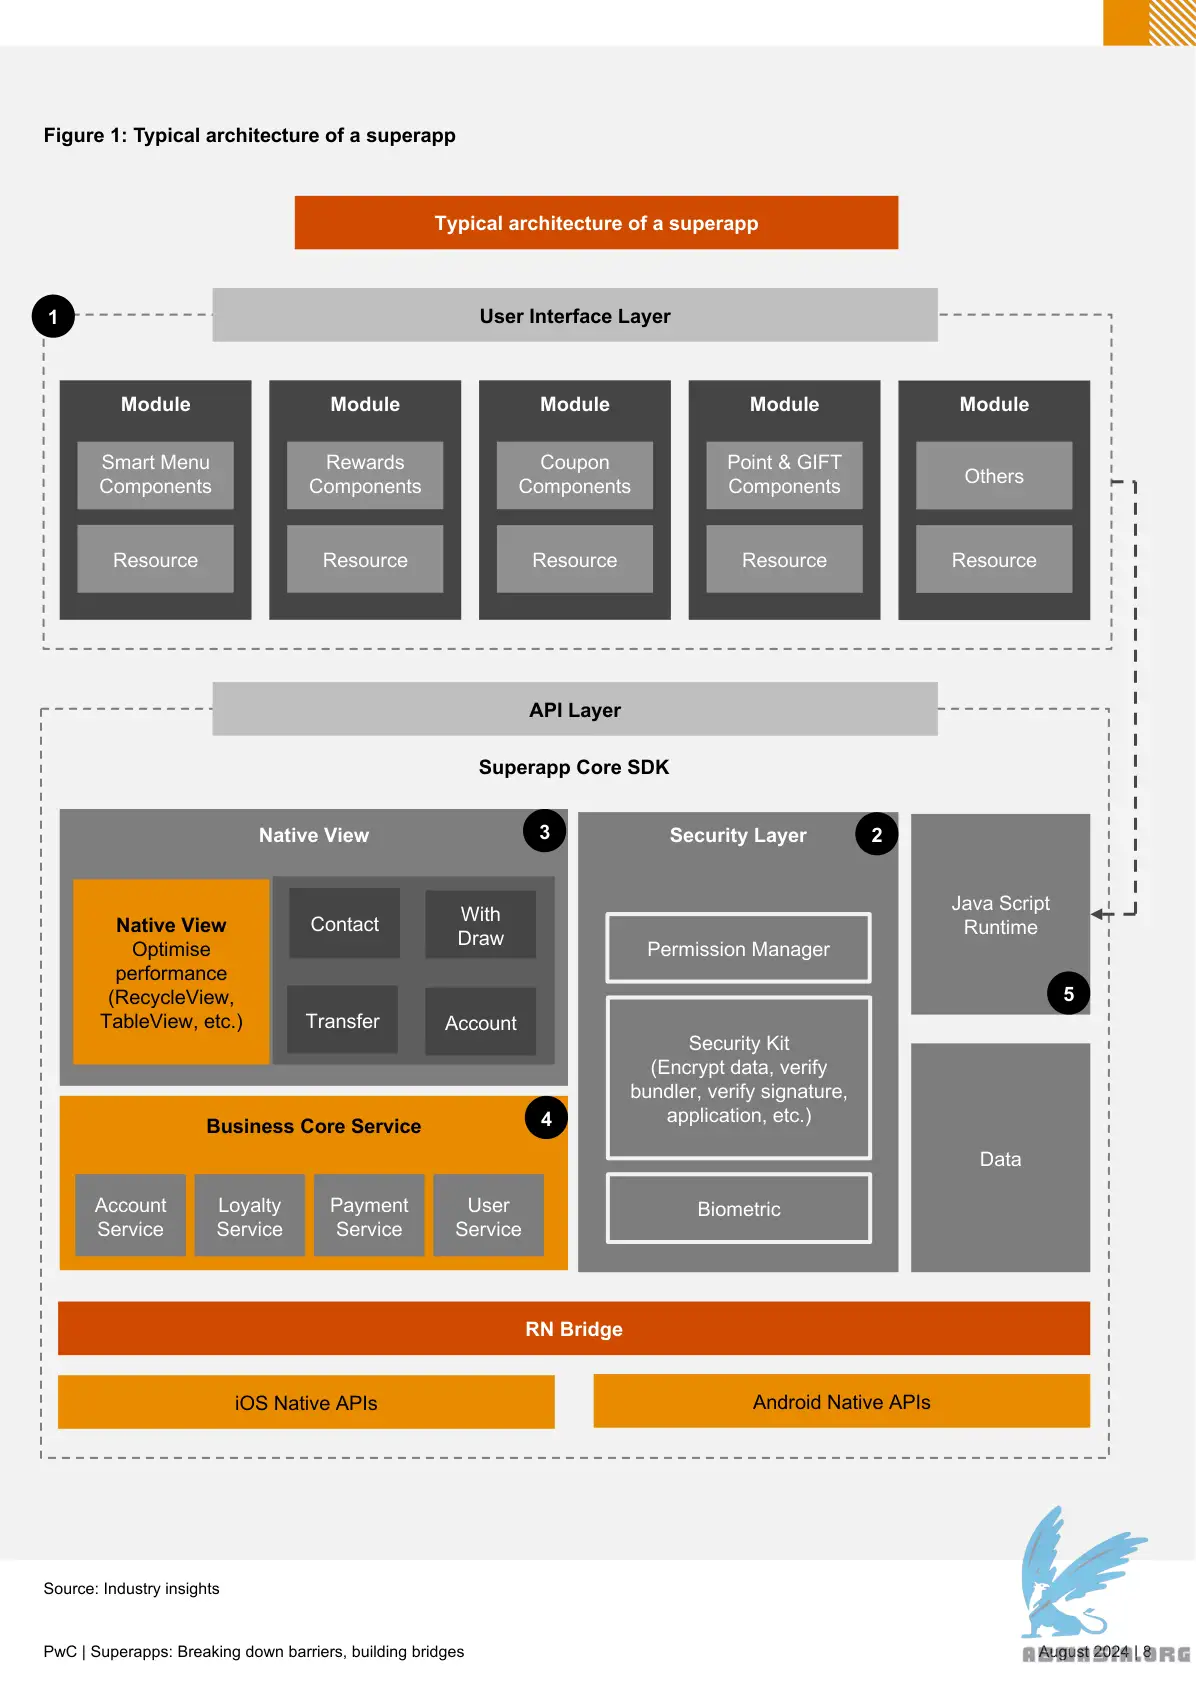 Figure 1: Typical architecture of a superapp
Typical architecture of a superapp
1
User Interface Layer
Module
Smart Menu
Components
Resource
Module
Rewards
Components
Resource
Module
Coupon
Components
Resource
Module
Point & GIFT
Components
Resource
Module
Others
Resource
API Layer
Superapp Core SDK
Native View
3
Native View
Optimise
performance
(RecycleView,
TableView, etc.)
Contact
With
Draw
Transfer
Account
Business Core Service
4
Account
Service
Loyalty
Service
Payment
Service
User
Service
Security Layer
2
Permission Manager
Security Kit
(Encrypt data, verify
bundler, verify signature,
application, etc.)
Biometric
Java Script
Runtime
5
Data
RN Bridge
iOS Native APIs
Android Native APIs
Source: Industry insights
PwC | Superapps: Breaking down barriers, building bridges
August 2024 | 8